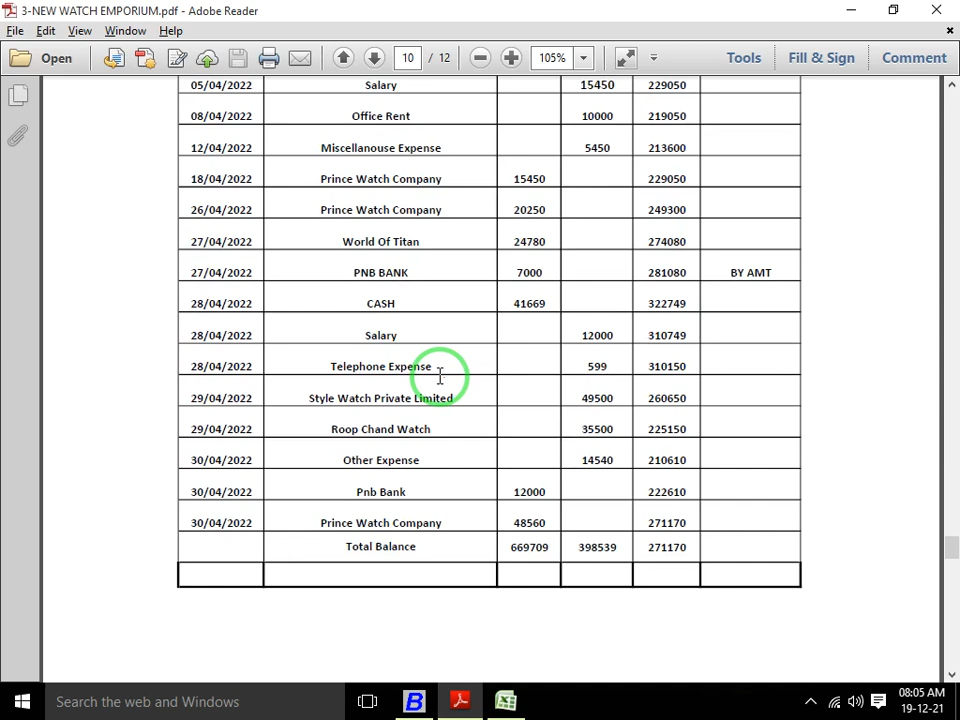 3-NEW WATCH EMPORIUM.pdf - Adobe Reader
File Edit View Window Help
Open 10 / 12 105% Tools Fill & Sign Comment
05/04/2022 Salary 15450 229050
08/04/2022 Office Rent 10000 219050
12/04/2022 Miscellanouse Expense 5450 213600
18/04/2022 Prince Watch Company 15450 229050
26/04/2022 Prince Watch Company 20250 249300
27/04/2022 World Of Titan 24780 274080
27/04/2022 PNB BANK 7000 281080 BY AMT
28/04/2022 CASH 41669 322749
28/04/2022 Salary 12000 310749
28/04/2022 Telephone Expense 599 310150
29/04/2022 Style Watch Private Limited 49500 260650
29/04/2022 Roop Chand Watch 35500 225150
30/04/2022 Other Expense 14540 210610
30/04/2022 Pnb Bank 12000 222610
30/04/2022 Prince Watch Company 48560 271170
Total Balance 669709 398539 271170
Search the web and Windows
B
08:05 AM
19-12-21